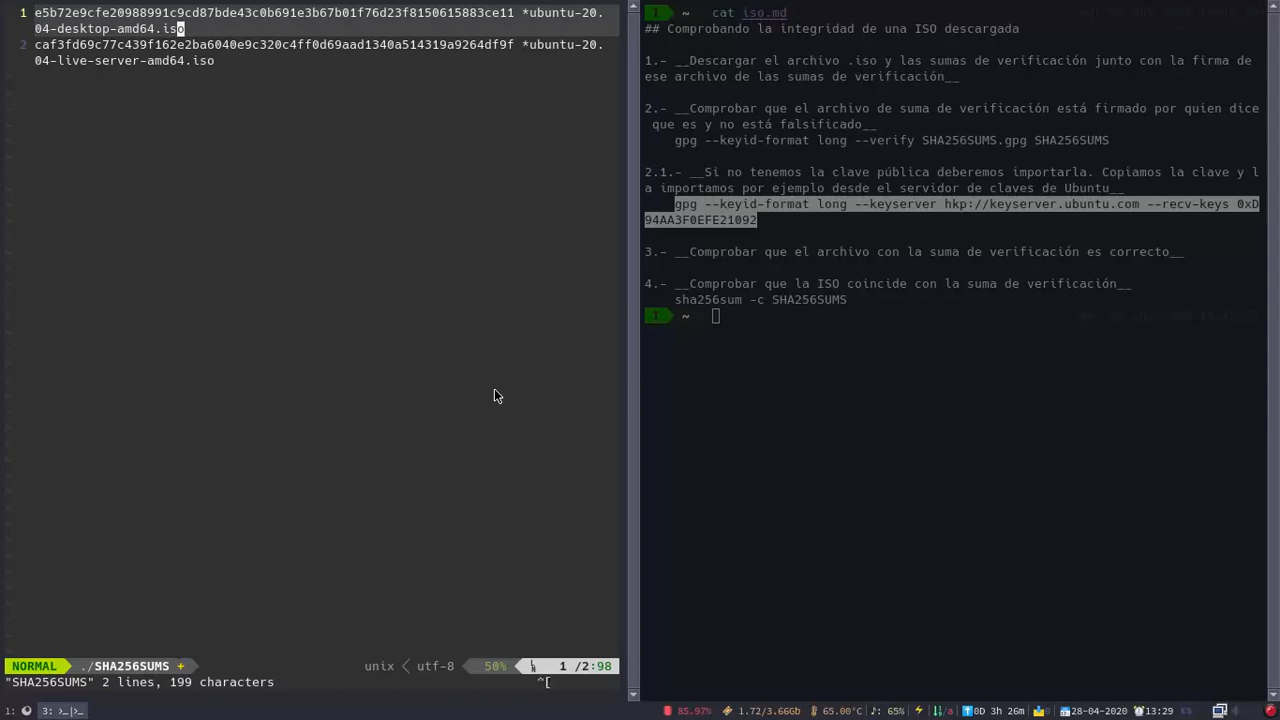 1 e5b72e9cfe20988991c9cd87bde43c0b691e3b67b01f76d23f8150615883ce11 *ubuntu-20.
04-desktop-amd64.iso
2 caf3fd69c77c439f162e2ba6040e9c320c4ff0d69aad1340a514319a9264df9f *ubuntu-20.
04-live-server-amd64.iso
NORMAL ./SHA256SUMS + unix utf-8 50% 1 /2:98
"SHA256SUMS" 2 lines, 199 characters ^[
1 ~ cat iso.md
## Comprobando la integridad de una ISO descargada
1.- __Descargar el archivo .iso y las sumas de verificación junto con la firma de
ese archivo de las sumas de verificación__
2.- __Comprobar que el archivo de suma de verificación está firmado por quien dice
que es y no está falsificado__
gpg --keyid-format long --verify SHA256SUMS.gpg SHA256SUMS
2.1.- __Si no tenemos la clave pública deberemos importarla. Copiamos la clave y l
a importamos por ejemplo desde el servidor de claves de Ubuntu__
gpg --keyid-format long --keyserver hkp://keyserver.ubuntu.com --recv-keys 0xD
94AA3F0EFE21092
3.- __Comprobar que el archivo con la suma de verificación es correcto__
4.- __Comprobar que la ISO coincide con la suma de verificación__
sha256sum -c SHA256SUMS
1 ~
1: 3: >_|>_ 85.97% 1.72/3.66Gb 65.00°C ♪: 65% /a 0D 3h 26m 0 28-04-2020 13:29